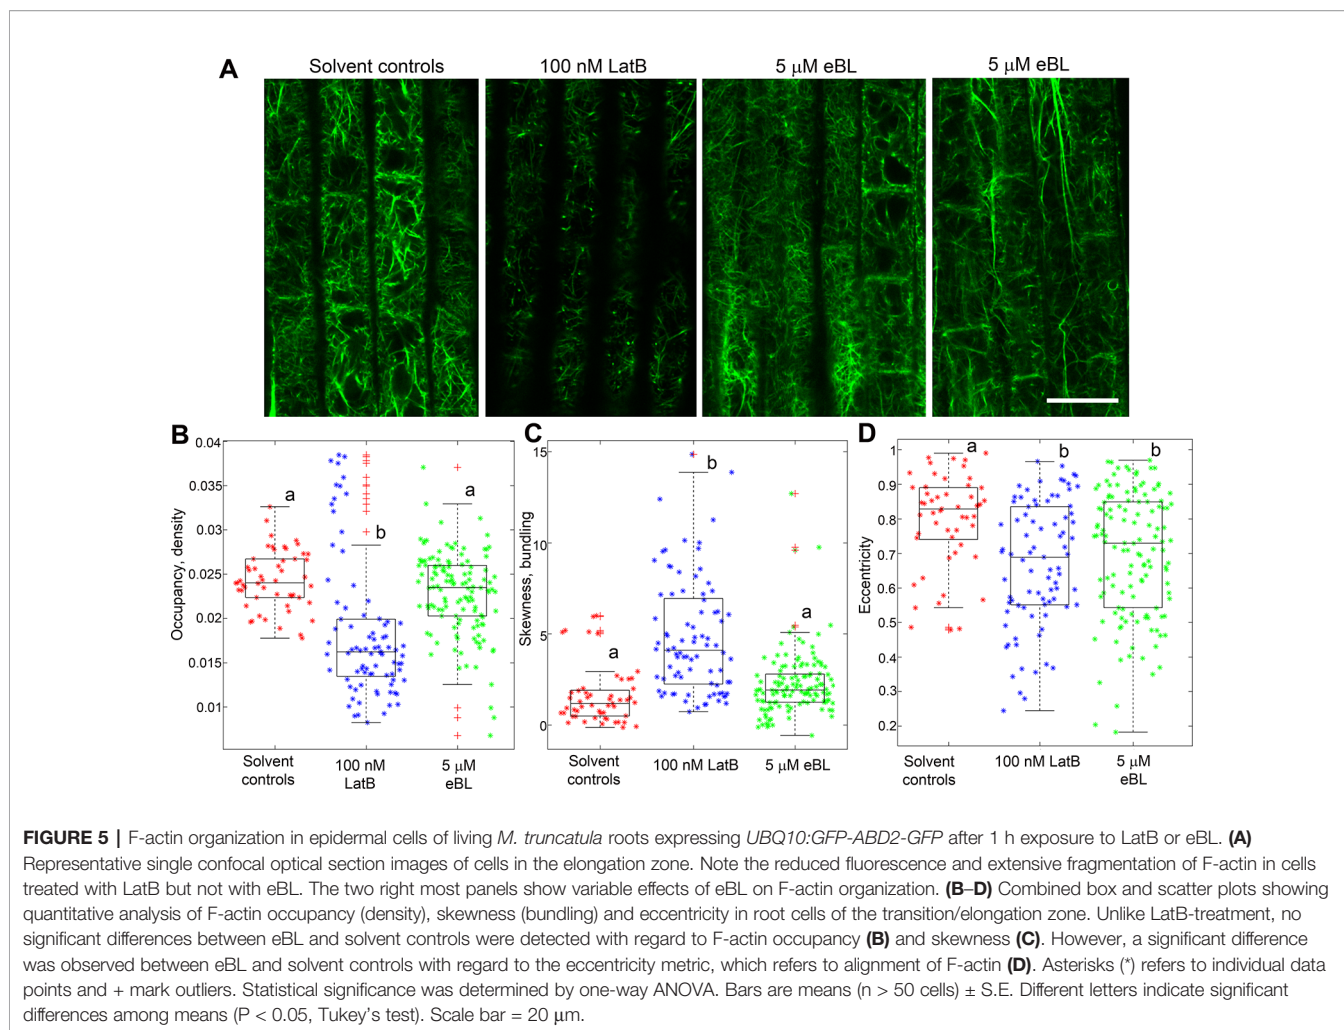 A
Solvent controls
100 nM LatB
5 μM eBL
5 μM eBL
B
0.04
0.035
0.03
0.025
0.02
0.015
0.01
Occupancy, density
a
b
a
Solvent
controls
100 nM
LatB
5 μM
eBL
C
15
10
5
0
Skewness, bundling
a
b
a
Solvent
controls
100 nM LatB
5 μM eBL
D
1
0.9
0.8
0.7
0.6
0.5
0.4
0.3
0.2
Eccentricity
a
b
b
Solvent
controls
100 nM LatB
5 μM
eBL
FIGURE 5 | F-actin organization in epidermal cells of living M. truncatula roots expressing UBQ10:GFP-ABD2-GFP after 1 h exposure to LatB or eBL. (A)
Representative single confocal optical section images of cells in the elongation zone. Note the reduced fluorescence and extensive fragmentation of F-actin in cells
treated with LatB but not with eBL. The two right most panels show variable effects of eBL on F-actin organization. (B–D) Combined box and scatter plots showing
quantitative analysis of F-actin occupancy (density), skewness (bundling) and eccentricity in root cells of the transition/elongation zone. Unlike LatB-treatment, no
significant differences between eBL and solvent controls were detected with regard to F-actin occupancy (B) and skewness (C). However, a significant difference
was observed between eBL and solvent controls with regard to the eccentricity metric, which refers to alignment of F-actin (D). Asterisks (*) refers to individual data
points and + mark outliers. Statistical significance was determined by one-way ANOVA. Bars are means (n > 50 cells) ± S.E. Different letters indicate significant
differences among means (P < 0.05, Tukey's test). Scale bar = 20 μm.